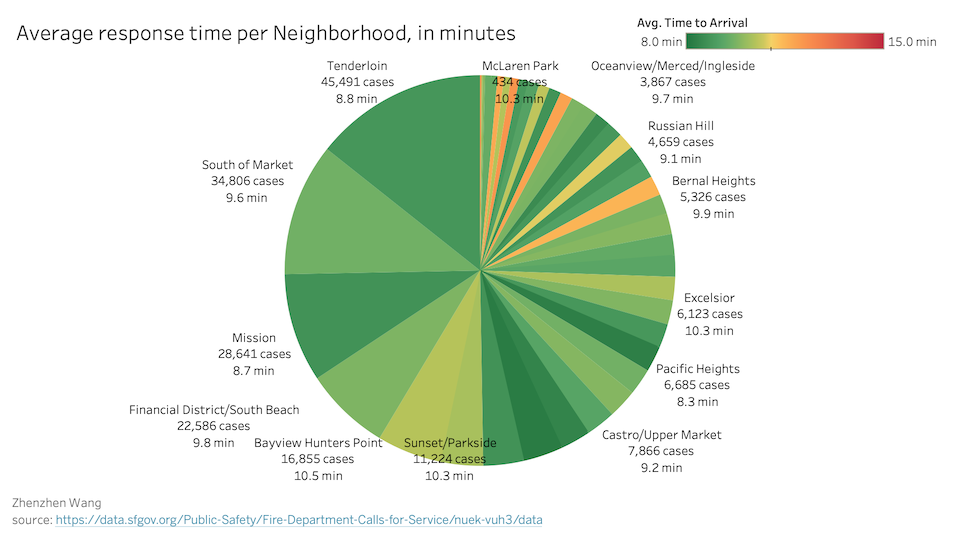 Average response time per Neighborhood, in minutes
Avg. Time to Arrival
8.0 min
15.0 min
Tenderloin
45,491 cases
8.8 min
McLaren Park
434 cases
10.3 min
Oceanview/Merced/Ingleside
3,867 cases
9.7 min
Russian Hill
4,659 cases
9.1 min
South of Market
34,806 cases
9.6 min
Bernal Heights
5,326 cases
9.9 min
Excelsior
6,123 cases
10.3 min
Mission
28,641 cases
8.7 min
Pacific Heights
6,685 cases
8.3 min
Financial District/South Beach
22,586 cases
9.8 min
Bayview Hunters Point
16,855 cases
10.5 min
Sunset/Parkside
11,224 cases
10.3 min
Castro/Upper Market
7,866 cases
9.2 min
Zhenzhen Wang
source: https://data.sfgov.org/Public-Safety/Fire-Department-Calls-for-Service/nuek-vuh3/data